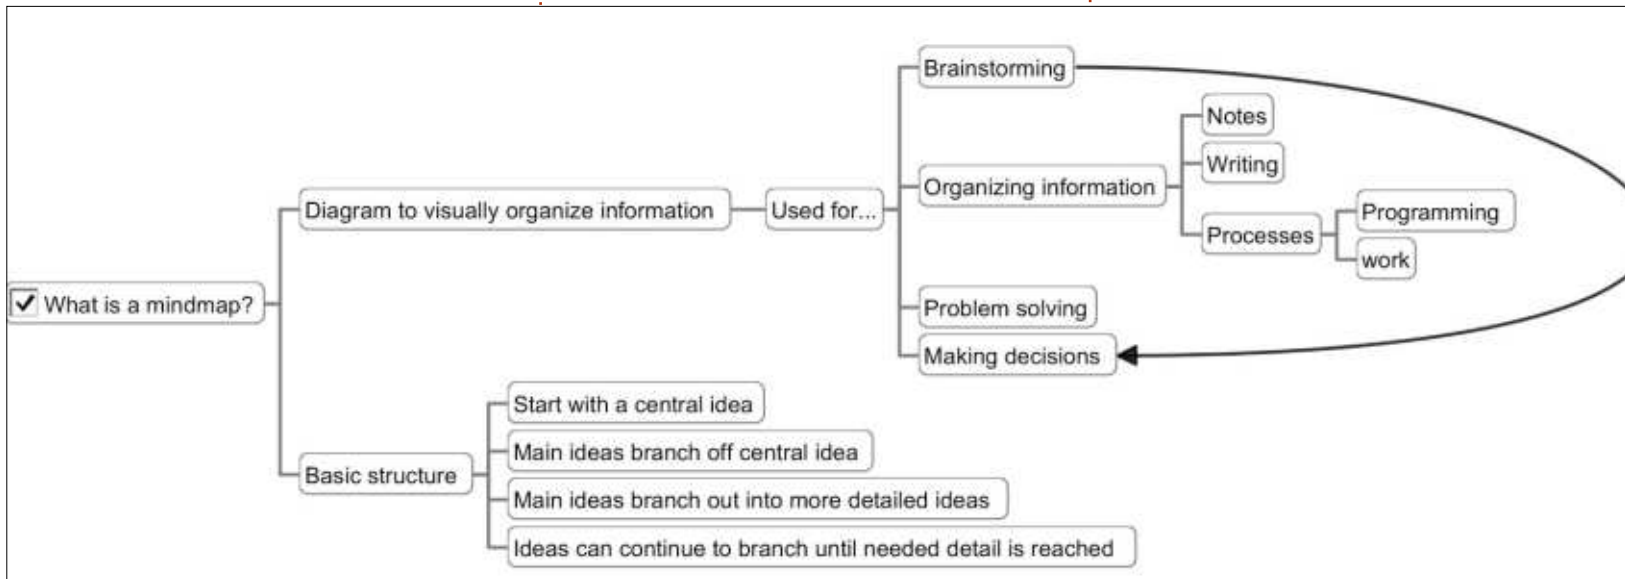 What is a mindmap?
Diagram to visually organize information
Used for...
Brainstorming
Organizing information
Notes
Writing
Processes
Programming
work
Problem solving
Making decisions
Basic structure
Start with a central idea
Main ideas branch off central idea
Main ideas branch out into more detailed ideas
Ideas can continue to branch until needed detail is reached